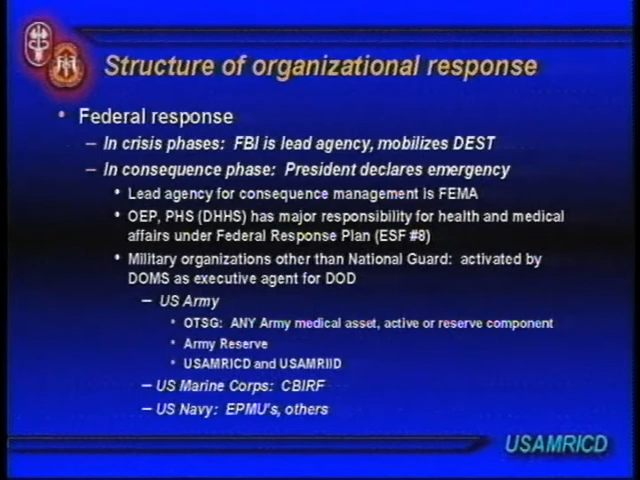 Structure of organizational response
• Federal response
– In crisis phases: FBI is lead agency, mobilizes DEST
– In consequence phase: President declares emergency
• Lead agency for consequence management is FEMA
• OEP, PHS (DHHS) has major responsibility for health and medical
affairs under Federal Response Plan (ESF #8)
• Military organizations other than National Guard: activated by
DOMS as executive agent for DOD
– US Army
• OTSG: ANY Army medical asset, active or reserve component
• Army Reserve
• USAMRICD and USAMRIID
– US Marine Corps: CBIRF
– US Navy: EPMU's, others
USAMRICD